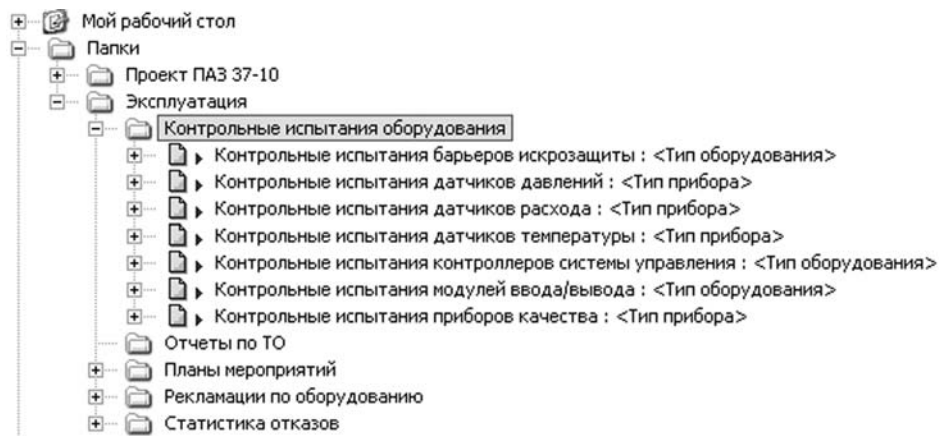 Мой рабочий стол
Папки
Проект ПАЗ 37-10
Эксплуатация
Контрольные испытания оборудования
Контрольные испытания барьеров искрозащиты : <Тип оборудования>
Контрольные испытания датчиков давлений : <Тип прибора>
Контрольные испытания датчиков расхода : <Тип прибора>
Контрольные испытания датчиков температуры : <Тип прибора>
Контрольные испытания контроллеров системы управления : <Тип оборудования>
Контрольные испытания модулей ввода/вывода : <Тип оборудования>
Контрольные испытания приборов качества : <Тип прибора>
Отчеты по ТО
Планы мероприятий
Рекламации по оборудованию
Статистика отказов